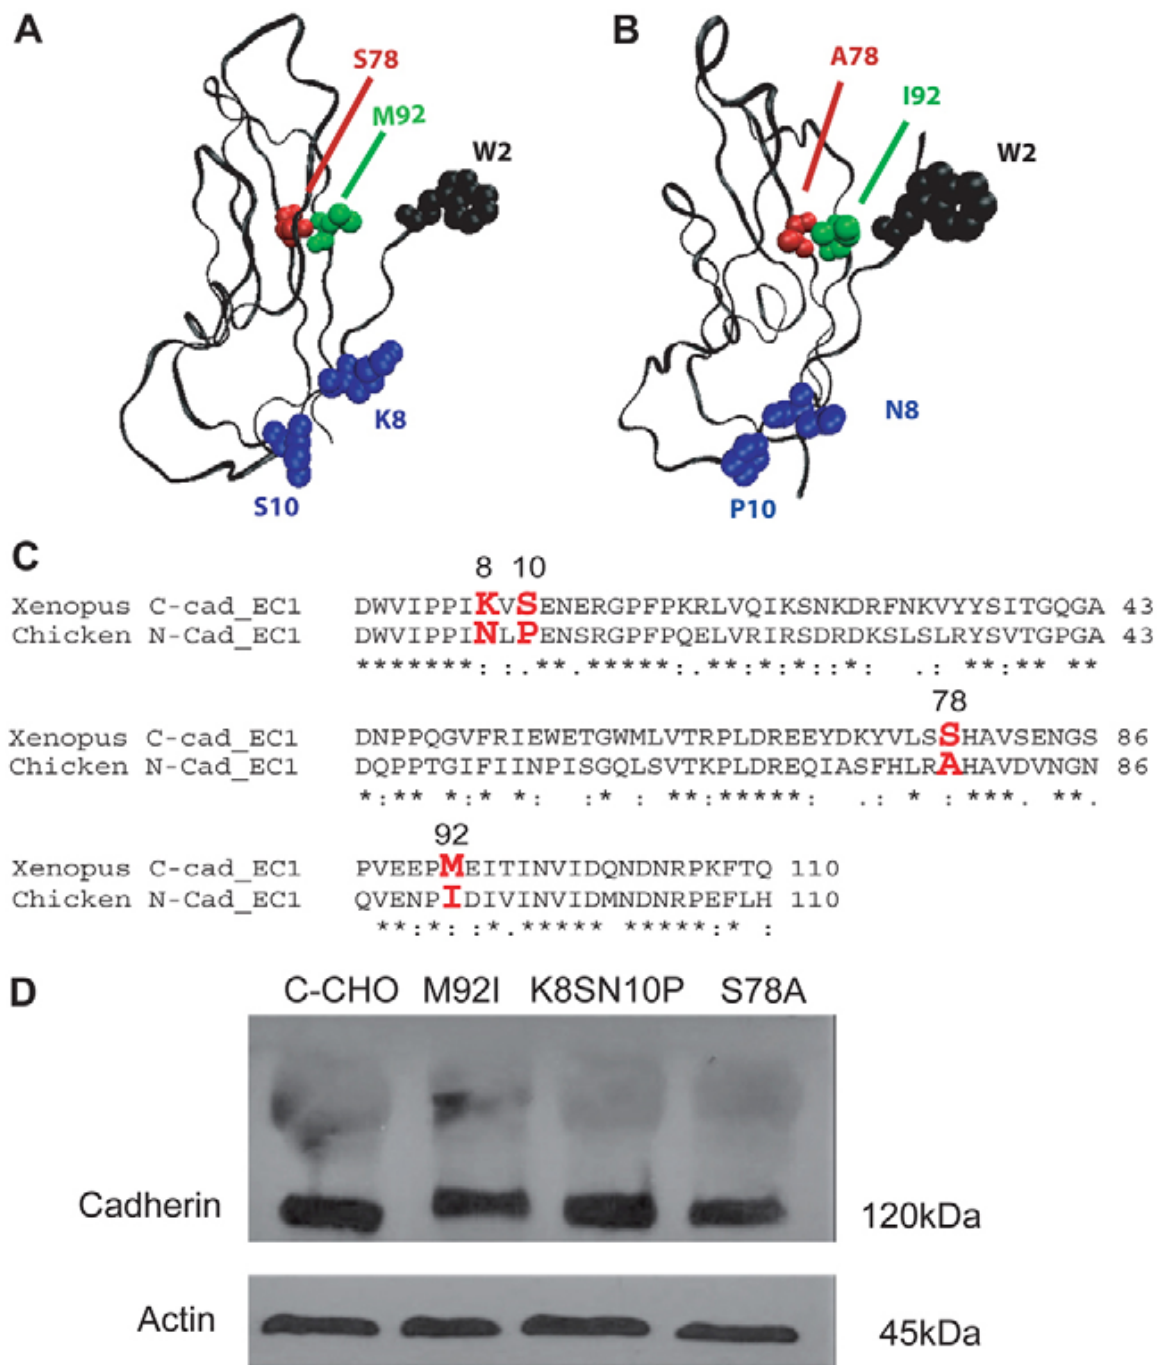 A
B
S78
M92
W2
K8
S10
A78
I92
W2
N8
P10
C
8 10
Xenopus C-cad_EC1 DWVIPPIKVSENERGPFPKRLVQIKSNKDRFNKVYYSITGQGA 43
Chicken N-Cad_EC1 DWVIPPINLPENSRGPFPQELVRIRSDRDKSLSLRYSVTGPGA 43
*******: :. ** . *****: . **:**::*:*:   . : **:** **
78
Xenopus C-cad_EC1 DNPPQGVFRIEWETGWMLVTRPLDREEYDKYVLSSHAVSENGS 86
Chicken N-Cad_EC1 DQPPTGIFIINPISGQLSVTKPLDREQIASFHLRAHAVDVNGN 86
*:** *:* *:  :* : **:*****:  . : * : ***. **.
92
Xenopus C-cad_EC1 PVEEPMEITINVIDQNDNRPKFTQ 110
Chicken N-Cad_EC1 QVENPIDIVINVIDMNDNRPEFLH 110
**:*: :*.***** *****:* :
D
C-CHO M92I K8SN10P S78A
Cadherin 120kDa
Actin 45kDa